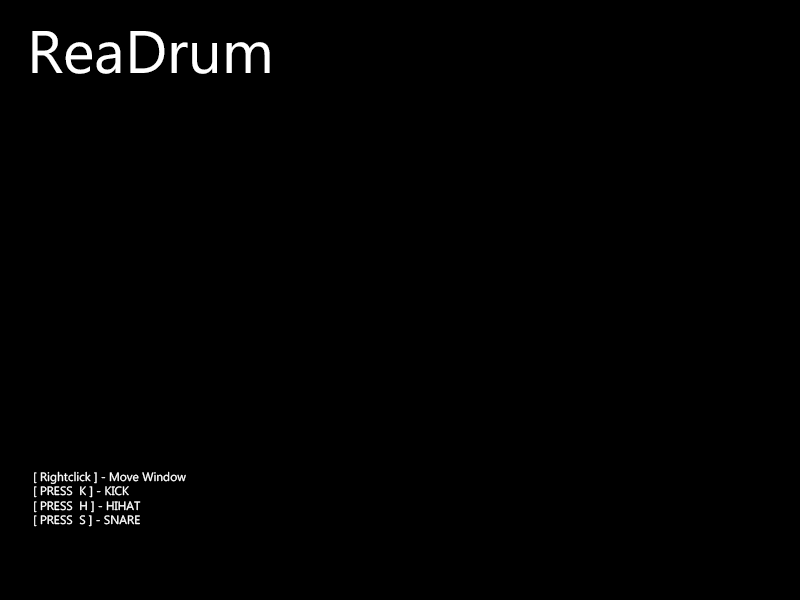 ReaDrum
[ Rightclick ] - Move Window
[ PRESS  K ] - KICK
[ PRESS  H ] - HIHAT
[ PRESS  S ] - SNARE